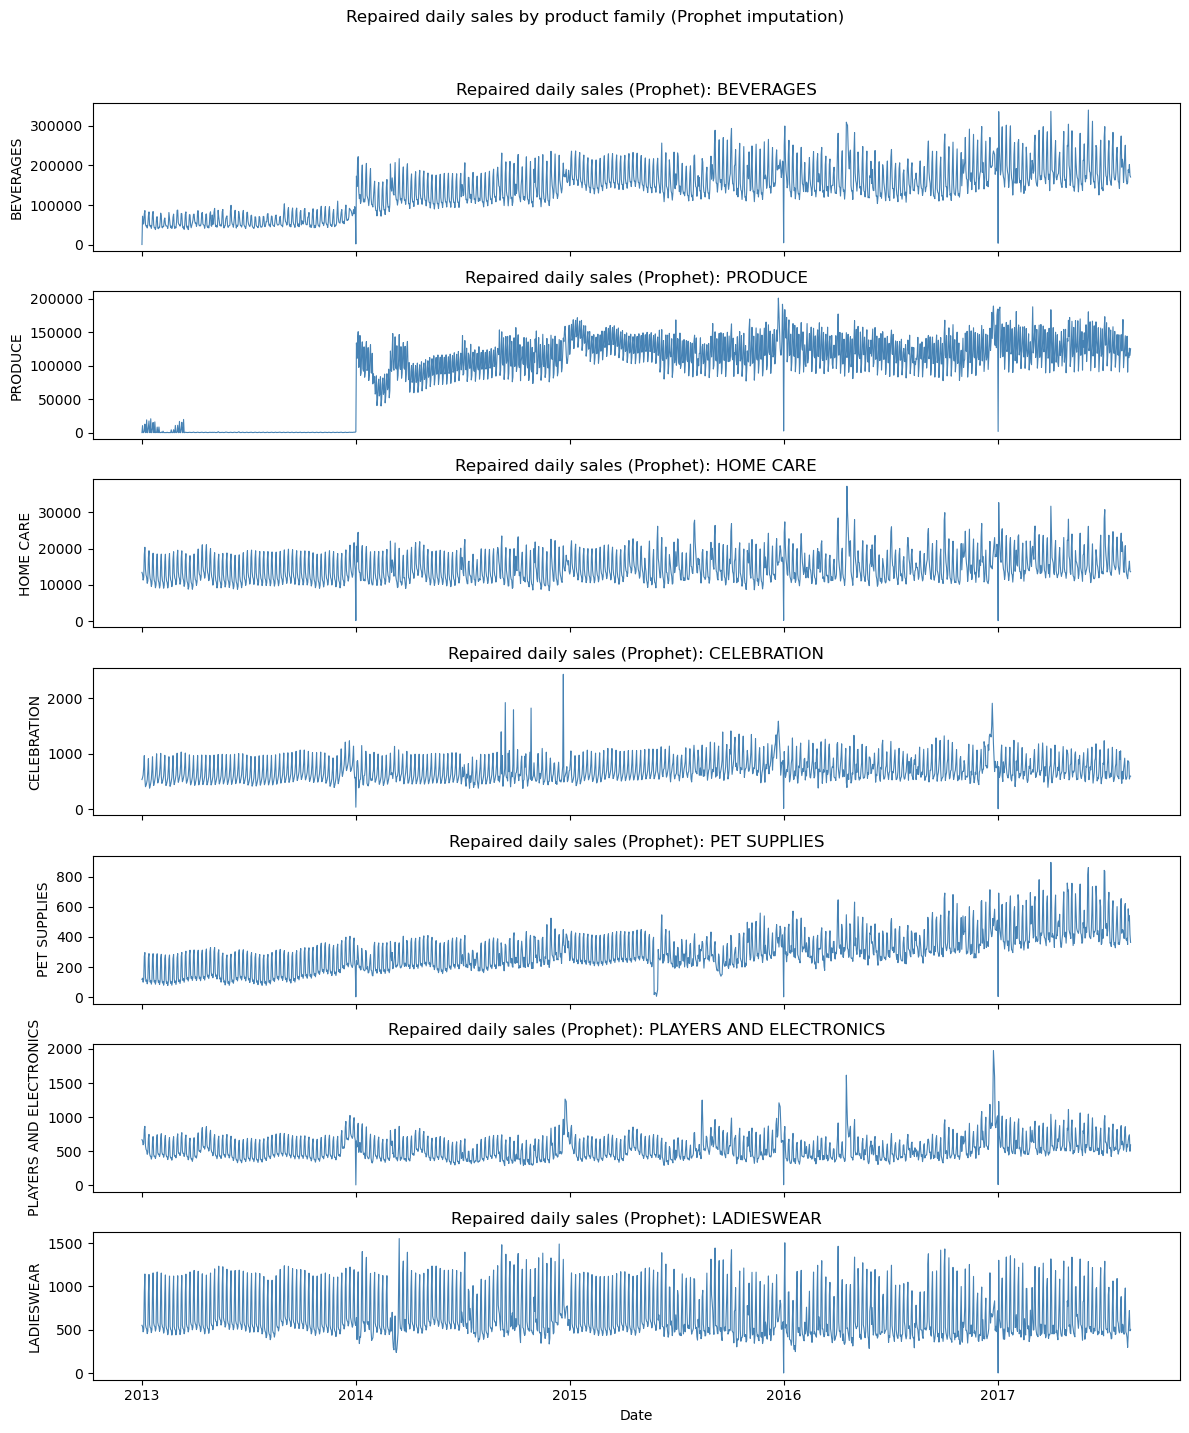 Repaired daily sales by product family (Prophet imputation)
Repaired daily sales (Prophet): BEVERAGES
BEVERAGES
300000
200000
100000
0
Repaired daily sales (Prophet): PRODUCE
PRODUCE
200000
150000
100000
50000
0
Repaired daily sales (Prophet): HOME CARE
HOME CARE
30000
20000
10000
0
Repaired daily sales (Prophet): CELEBRATION
CELEBRATION
2000
1000
0
Repaired daily sales (Prophet): PET SUPPLIES
PET SUPPLIES
800
600
400
200
0
Repaired daily sales (Prophet): PLAYERS AND ELECTRONICS
PLAYERS AND ELECTRONICS
2000
1500
1000
500
0
Repaired daily sales (Prophet): LADIESWEAR
LADIESWEAR
1500
1000
500
0
2013 2014 2015 2016 2017
Date